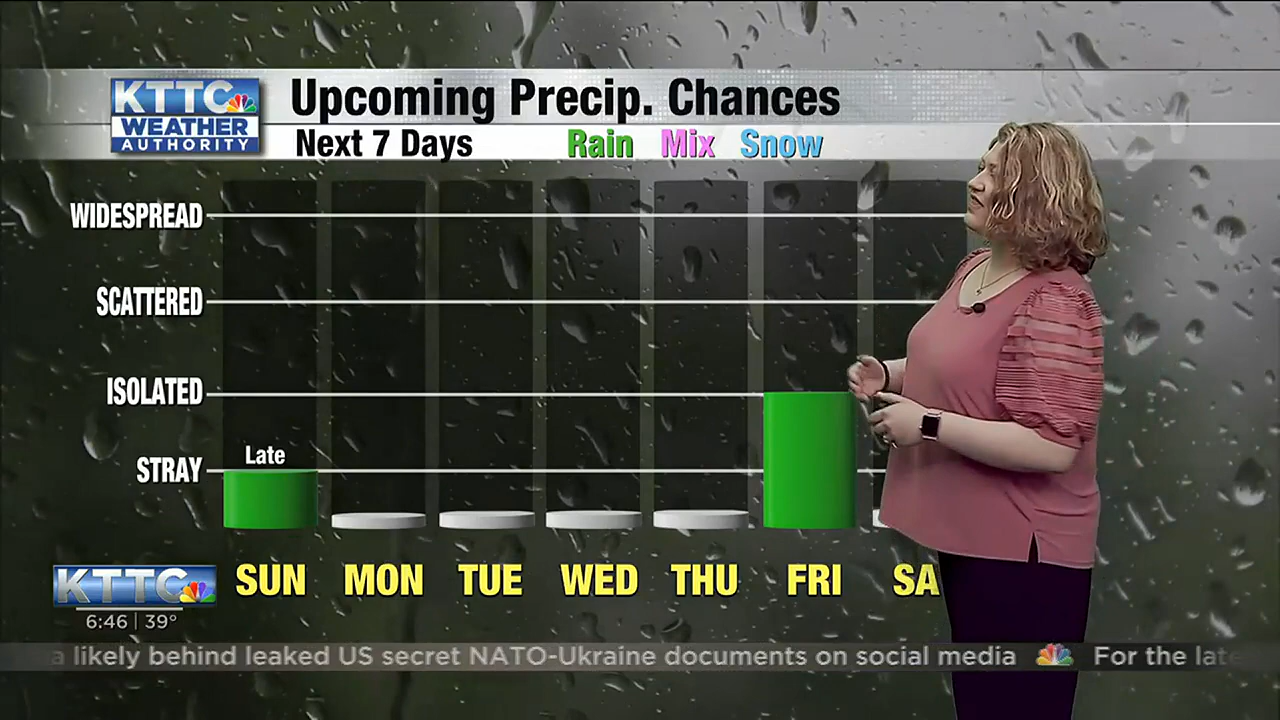 KTTC
WEATHER
AUTHORITY
Upcoming Precip. Chances
Next 7 Days Rain Mix Snow
WIDESPREAD
SCATTERED
ISOLATED
STRAY
Late
SUN MON TUE WED THU FRI SA
KTTC
6:46 | 39°
a likely behind leaked US secret NATO-Ukraine documents on social media For the late